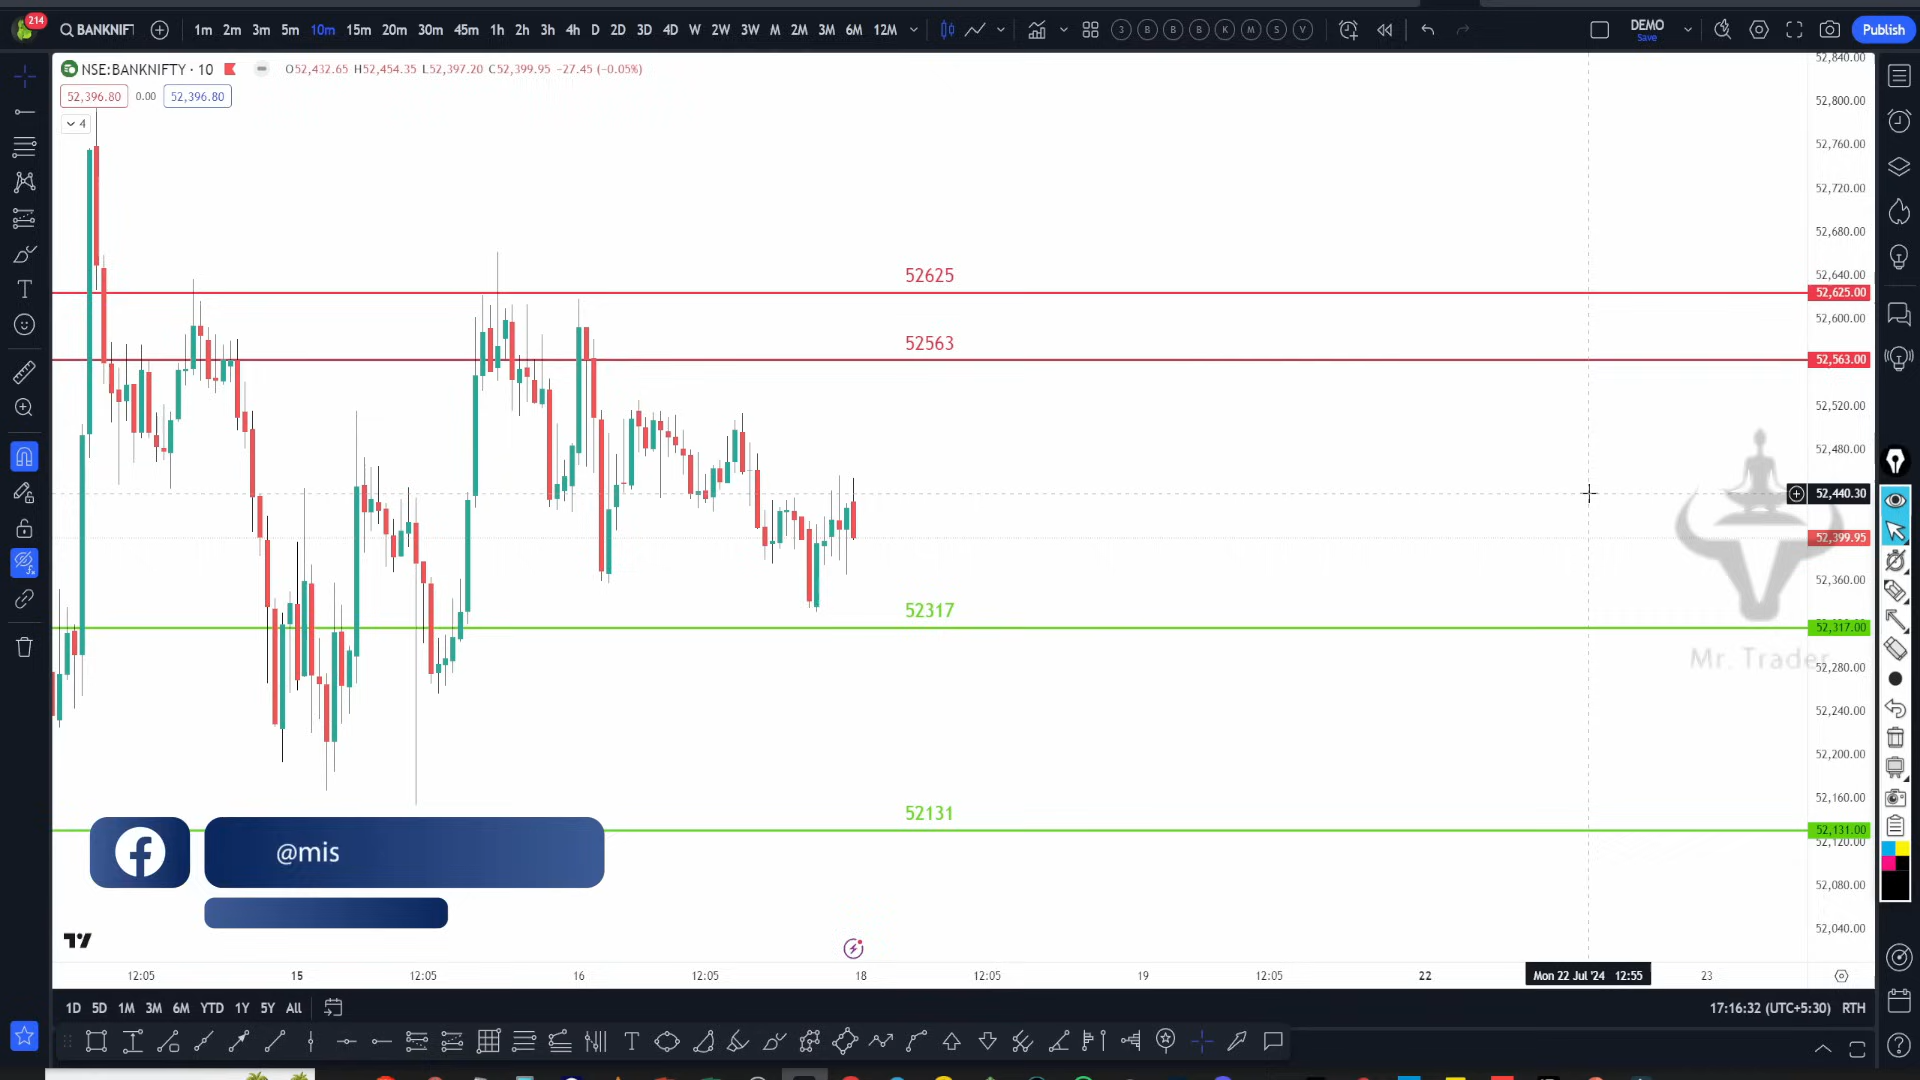 214
BANKNIF
1m 2m 3m 5m 10m 15m 20m 30m 45m 1h 2h 3h 4h D 2D 3D 4D W 2W 3W M 2M 3M 6M 12M
3 B B B K M S V
DEMO
Save
Publish
NSE:BANKNIFTY · 10
O52,432.65 H52,454.35 L52,397.20 C52,399.95 −27.45 (−0.05%)
52,396.80 0.00 52,396.80
4
52,840.00
52,800.00
52,760.00
52,720.00
52,680.00
52,640.00
52625
52,625.00
52,600.00
52563
52,563.00
52,520.00
52,480.00
52,440.30
52,399.95
52,360.00
52317
52,317.00
Mr. Trader
52,280.00
52,240.00
52,200.00
52,160.00
52131
52,131.00
52,120.00
@mis
52,080.00
52,040.00
12:05 15 12:05 16 12:05 18 12:05 19 12:05 22 Mon 22 Jul '24 12:55 23
1D 5D 1M 3M 6M YTD 1Y 5Y All
17:16:32 (UTC+5:30) RTH